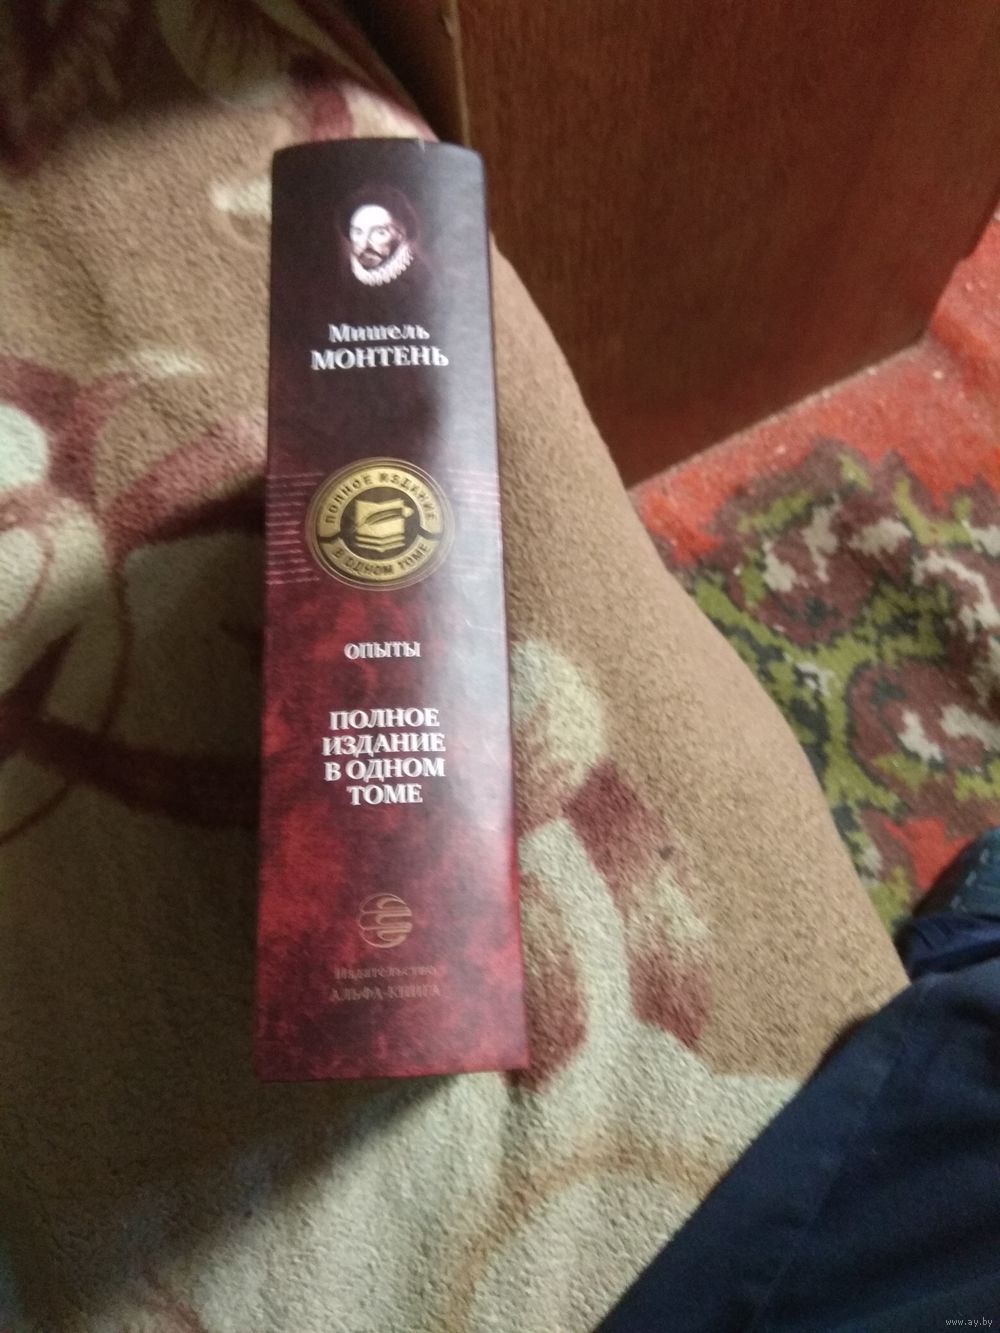 Мишель
МОНТЕНЬ
ПОЛНОЕ ИЗДАНИЕ
В ОДНОМ ТОМЕ
ОПЫТЫ
ПОЛНОЕ
ИЗДАНИЕ
В ОДНОМ
ТОМЕ
Издательство
АЛЬФА-КНИГА
www.ay.by